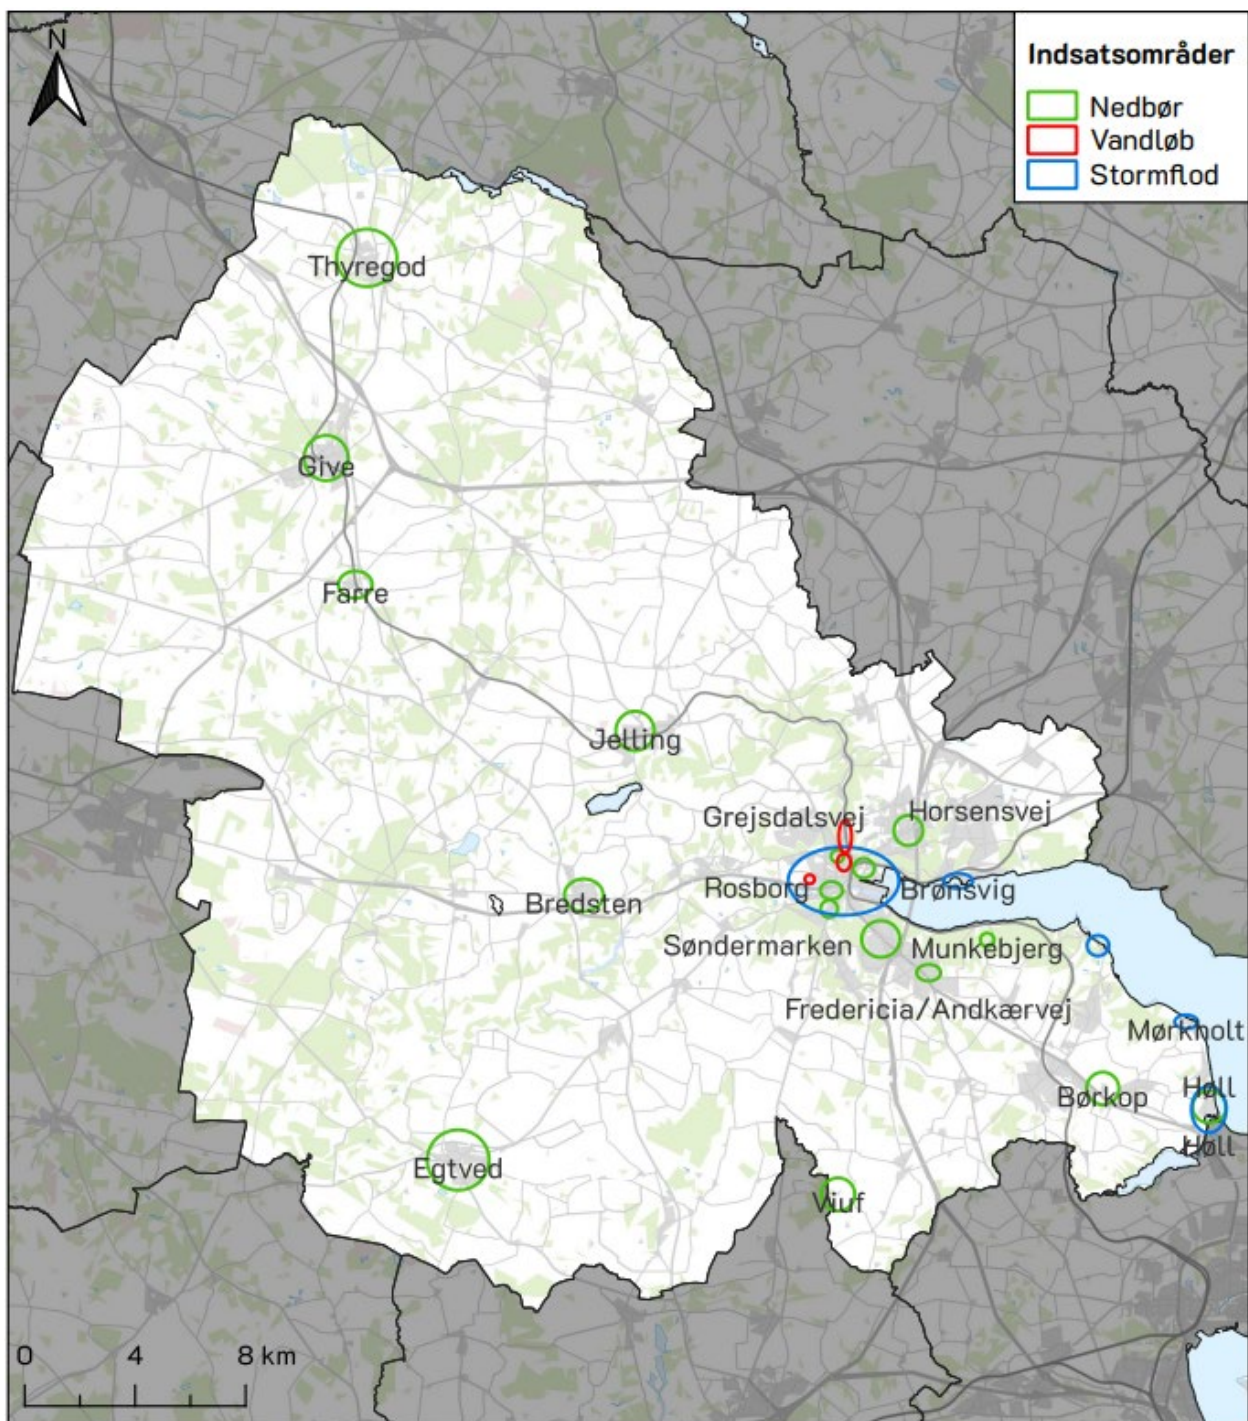 N
Indsatsområder
Nedbør
Vandløb
Stormflod
Thyregod
Give
Farre
Jelling
Grejsdalsvej
Horsensvej
Rosborg
Brønsvig
Bredsten
Søndermarken
Munkebjerg
Fredericia/Andkærvej
Mørkholt
Børkop
Høll
Høll
Egtved
Viuf
0 4 8 km